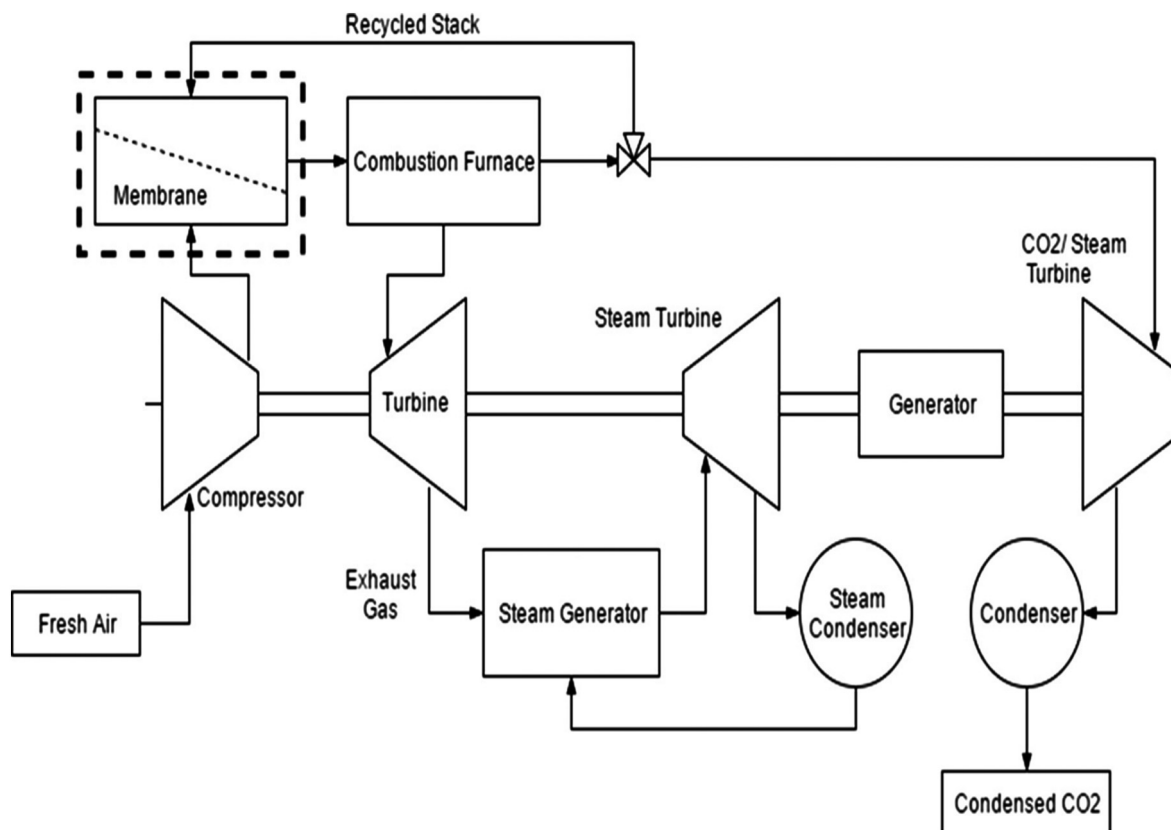 Recycled Stack
Membrane
Combustion Furnace
CO2/ Steam
Turbine
Steam Turbine
Turbine
Generator
Compressor
Exhaust
Gas
Fresh Air
Steam Generator
Steam
Condenser
Condenser
Condensed CO2